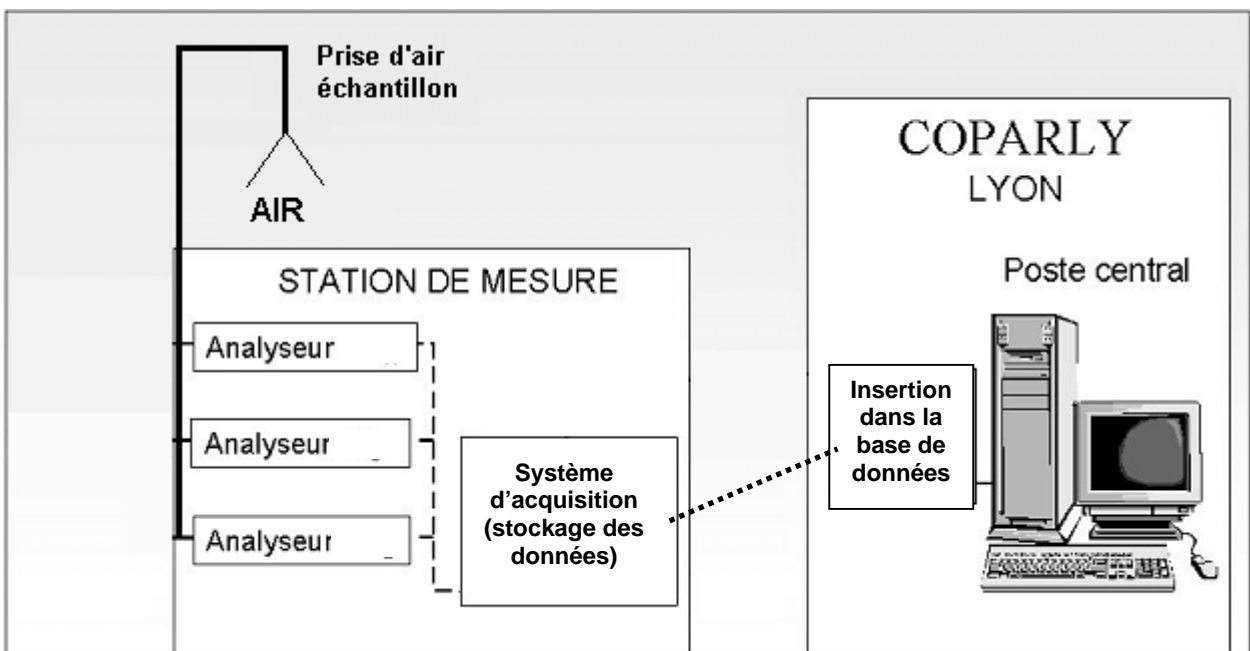 Prise d'air
échantillon
AIR
STATION DE MESURE
Analyseur
Analyseur
Analyseur
Système
d’acquisition
(stockage des
données)
COPARLY
LYON
Poste central
Insertion
dans la
base de
données